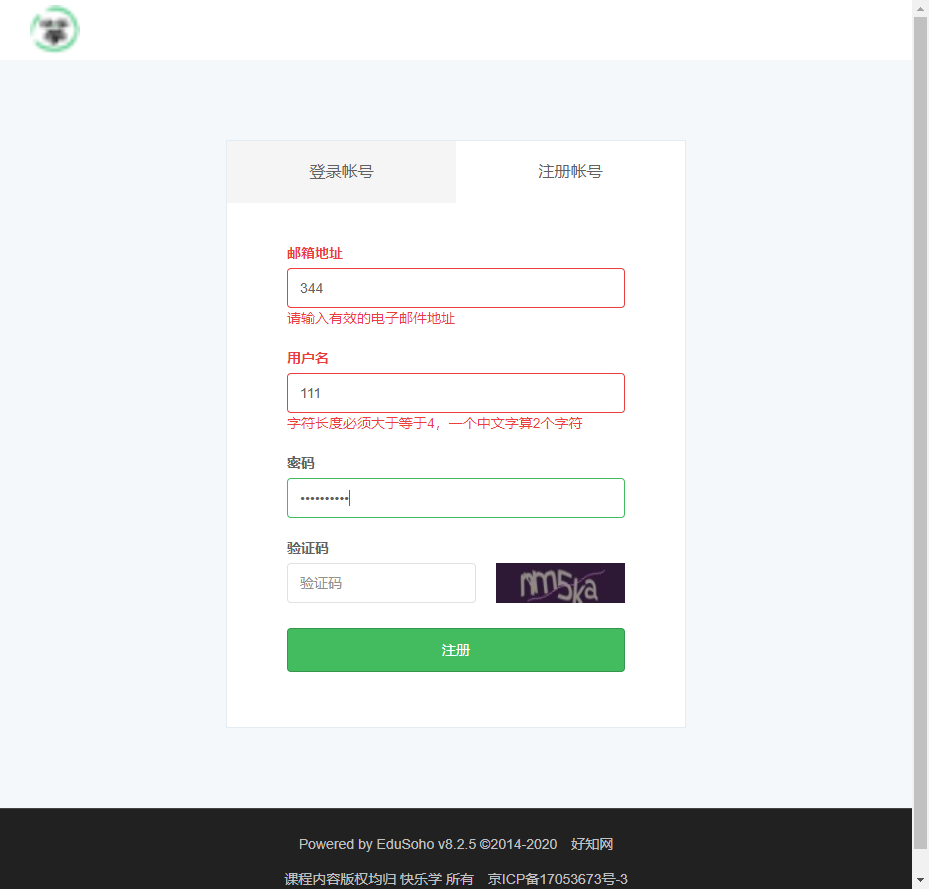 登录帐号 注册帐号
邮箱地址
344
请输入有效的电子邮件地址
用户名
111
字符长度必须大于等于4，一个中文字算2个字符
密码
••••••••••
验证码
验证码 nm5ka
注册
Powered by EduSoho v8.2.5 ©2014-2020 好知网
课程内容版权均归 快乐学 所有 京ICP备17053673号-3